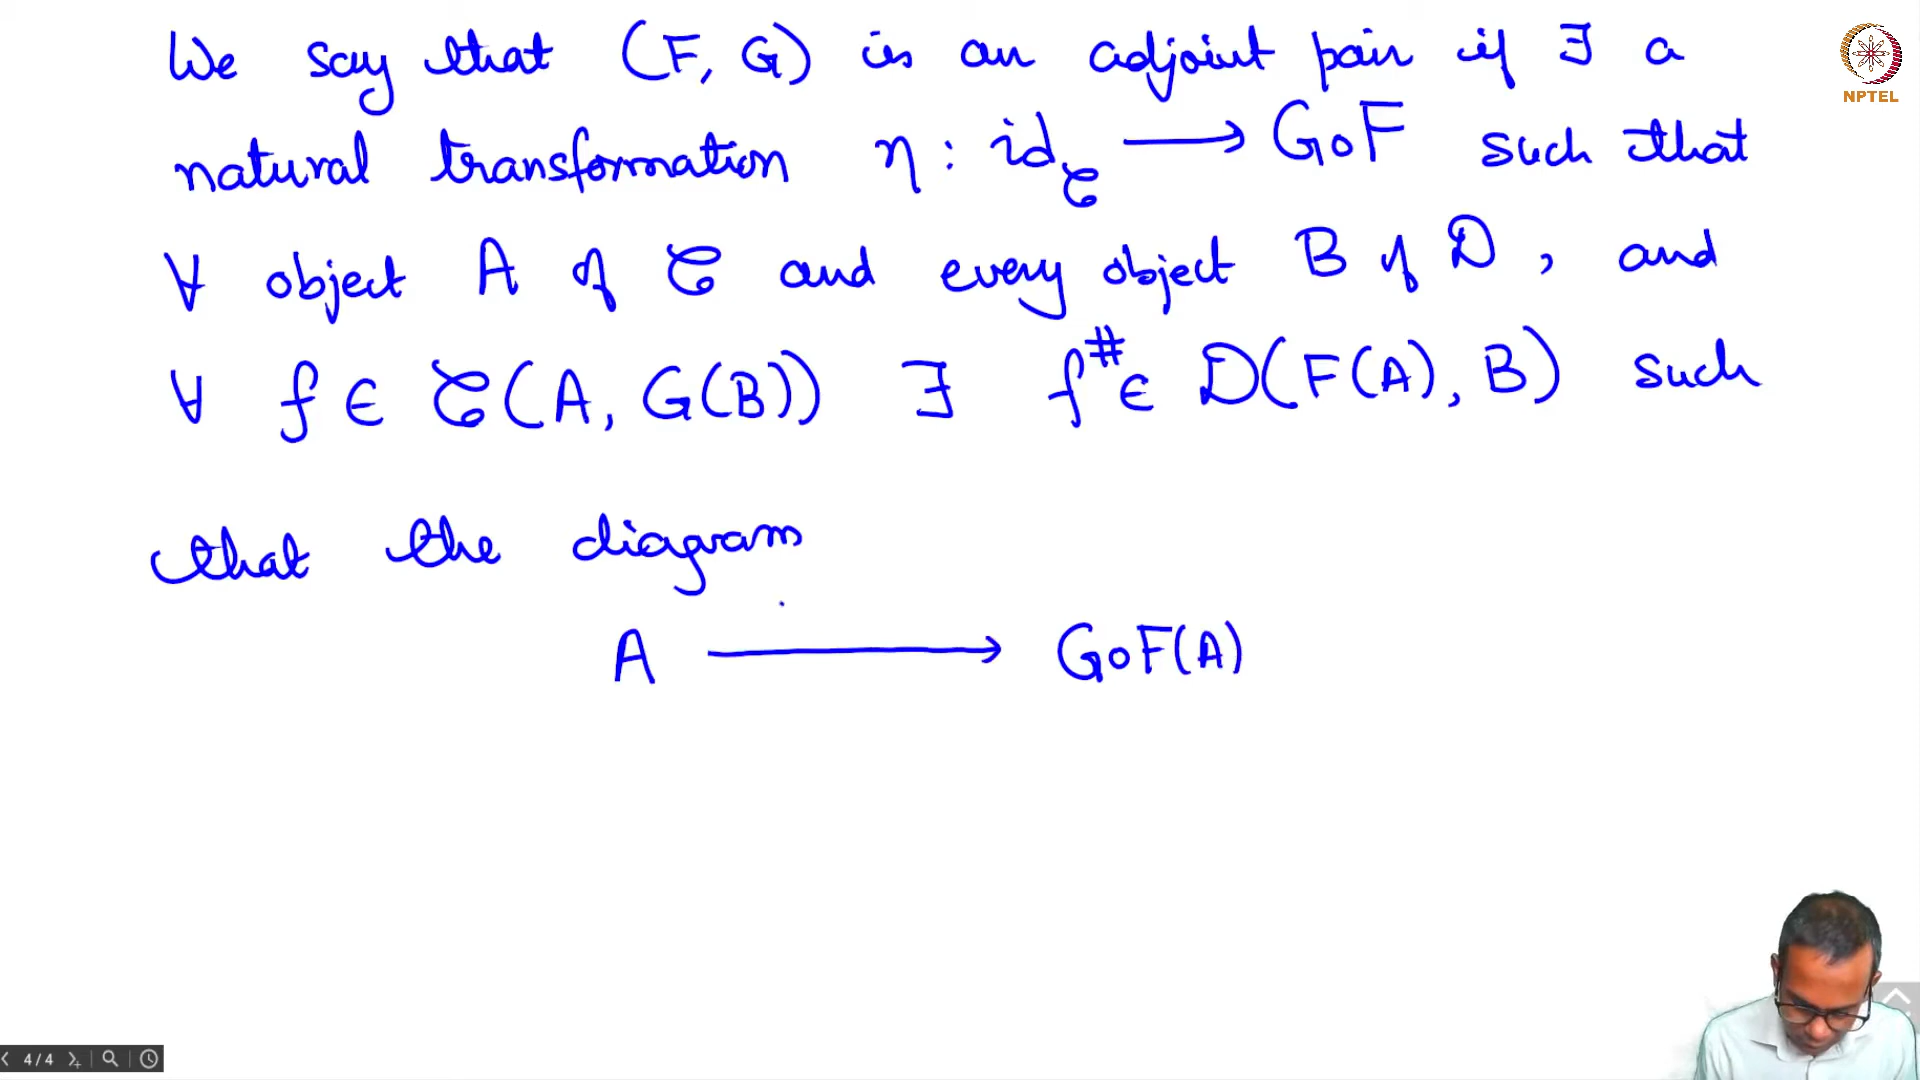 We say that (F, G) is an adjoint pair if ∃ a
NPTEL
natural transformation η : id_𝒞 ⟶ G∘F such that
∀ object A of 𝒞 and every object B of 𝒟, and
∀ f ∈ 𝒞(A, G(B)) ∃ f^# ∈ 𝒟(F(A), B) such
that the diagram
A ⟶ G∘F(A)
4/4